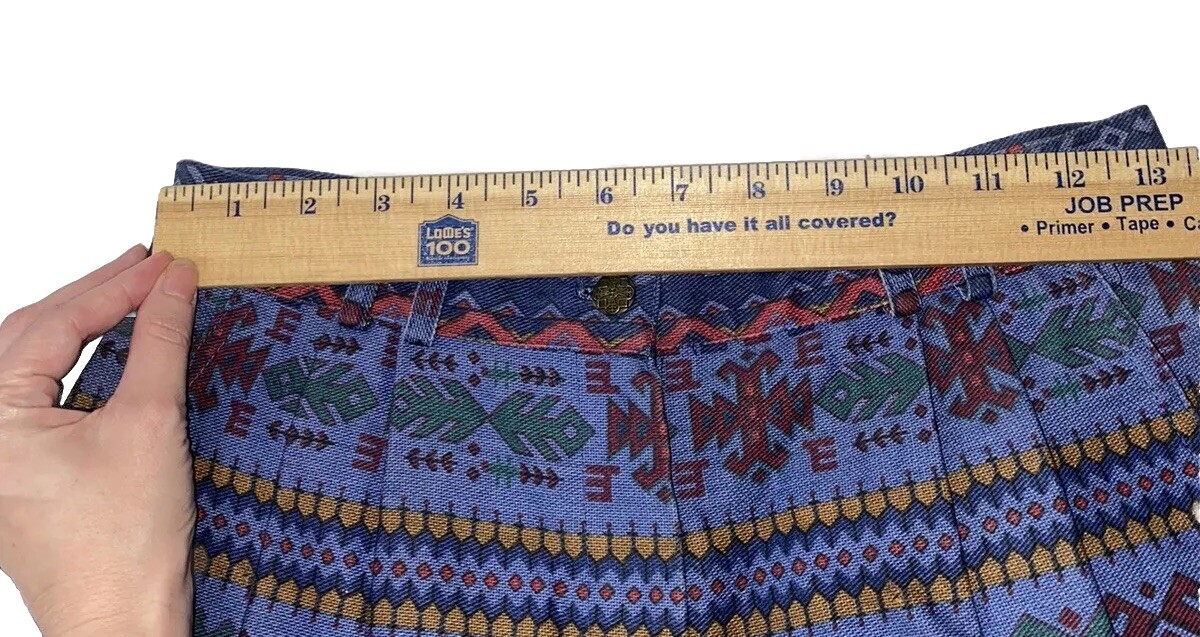 1 2 3 4 5 6 7 8 9 10 11 12 13
LOWE'S
100
Do you have it all covered?
JOB PREP
• Primer • Tape •